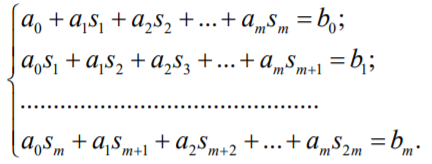 a₀ + a₁s₁ + a₂s₂ + ... + aₘsₘ = b₀;
a₀s₁ + a₁s₂ + a₂s₃ + ... + aₘsₘ₊₁ = b₁;
............................................
a₀sₘ + a₁sₘ₊₁ + a₂sₘ₊₂ + ... + aₘs₂ₘ = bₘ.